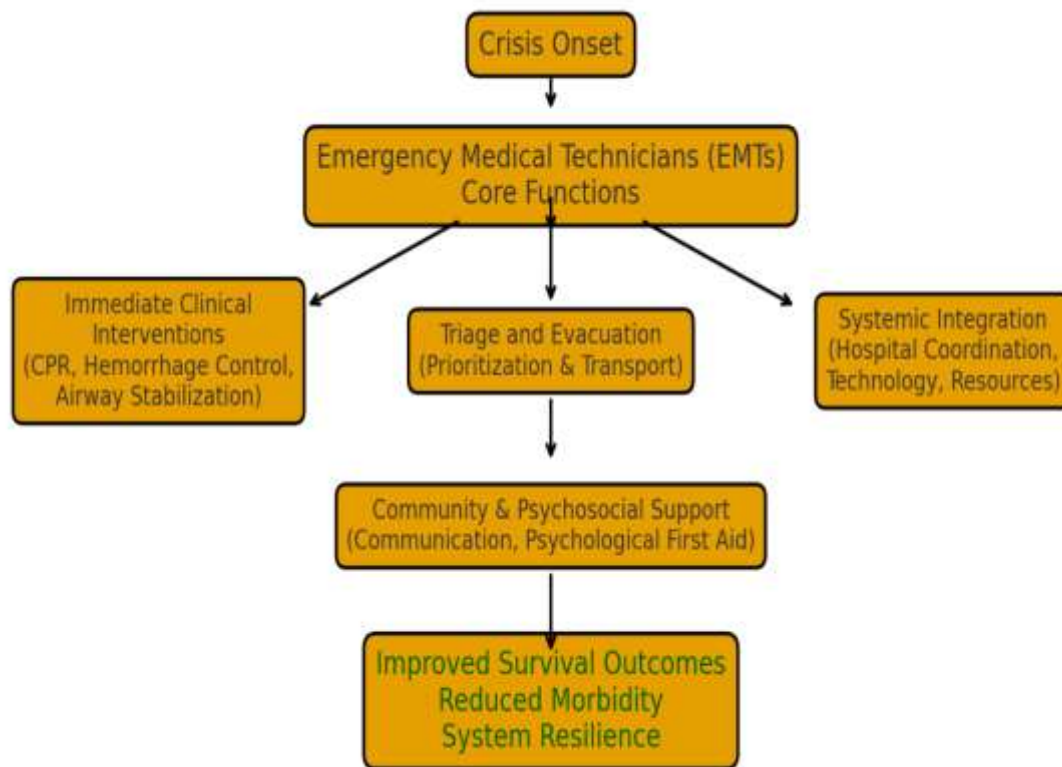 Crisis Onset
Emergency Medical Technicians (EMTs)
Core Functions
Immediate Clinical
Interventions
(CPR, Hemorrhage Control,
Airway Stabilization)
Triage and Evacuation
(Prioritization & Transport)
Systemic Integration
(Hospital Coordination,
Technology, Resources)
Community & Psychosocial Support
(Communication, Psychological First Aid)
Improved Survival Outcomes
Reduced Morbidity
System Resilience